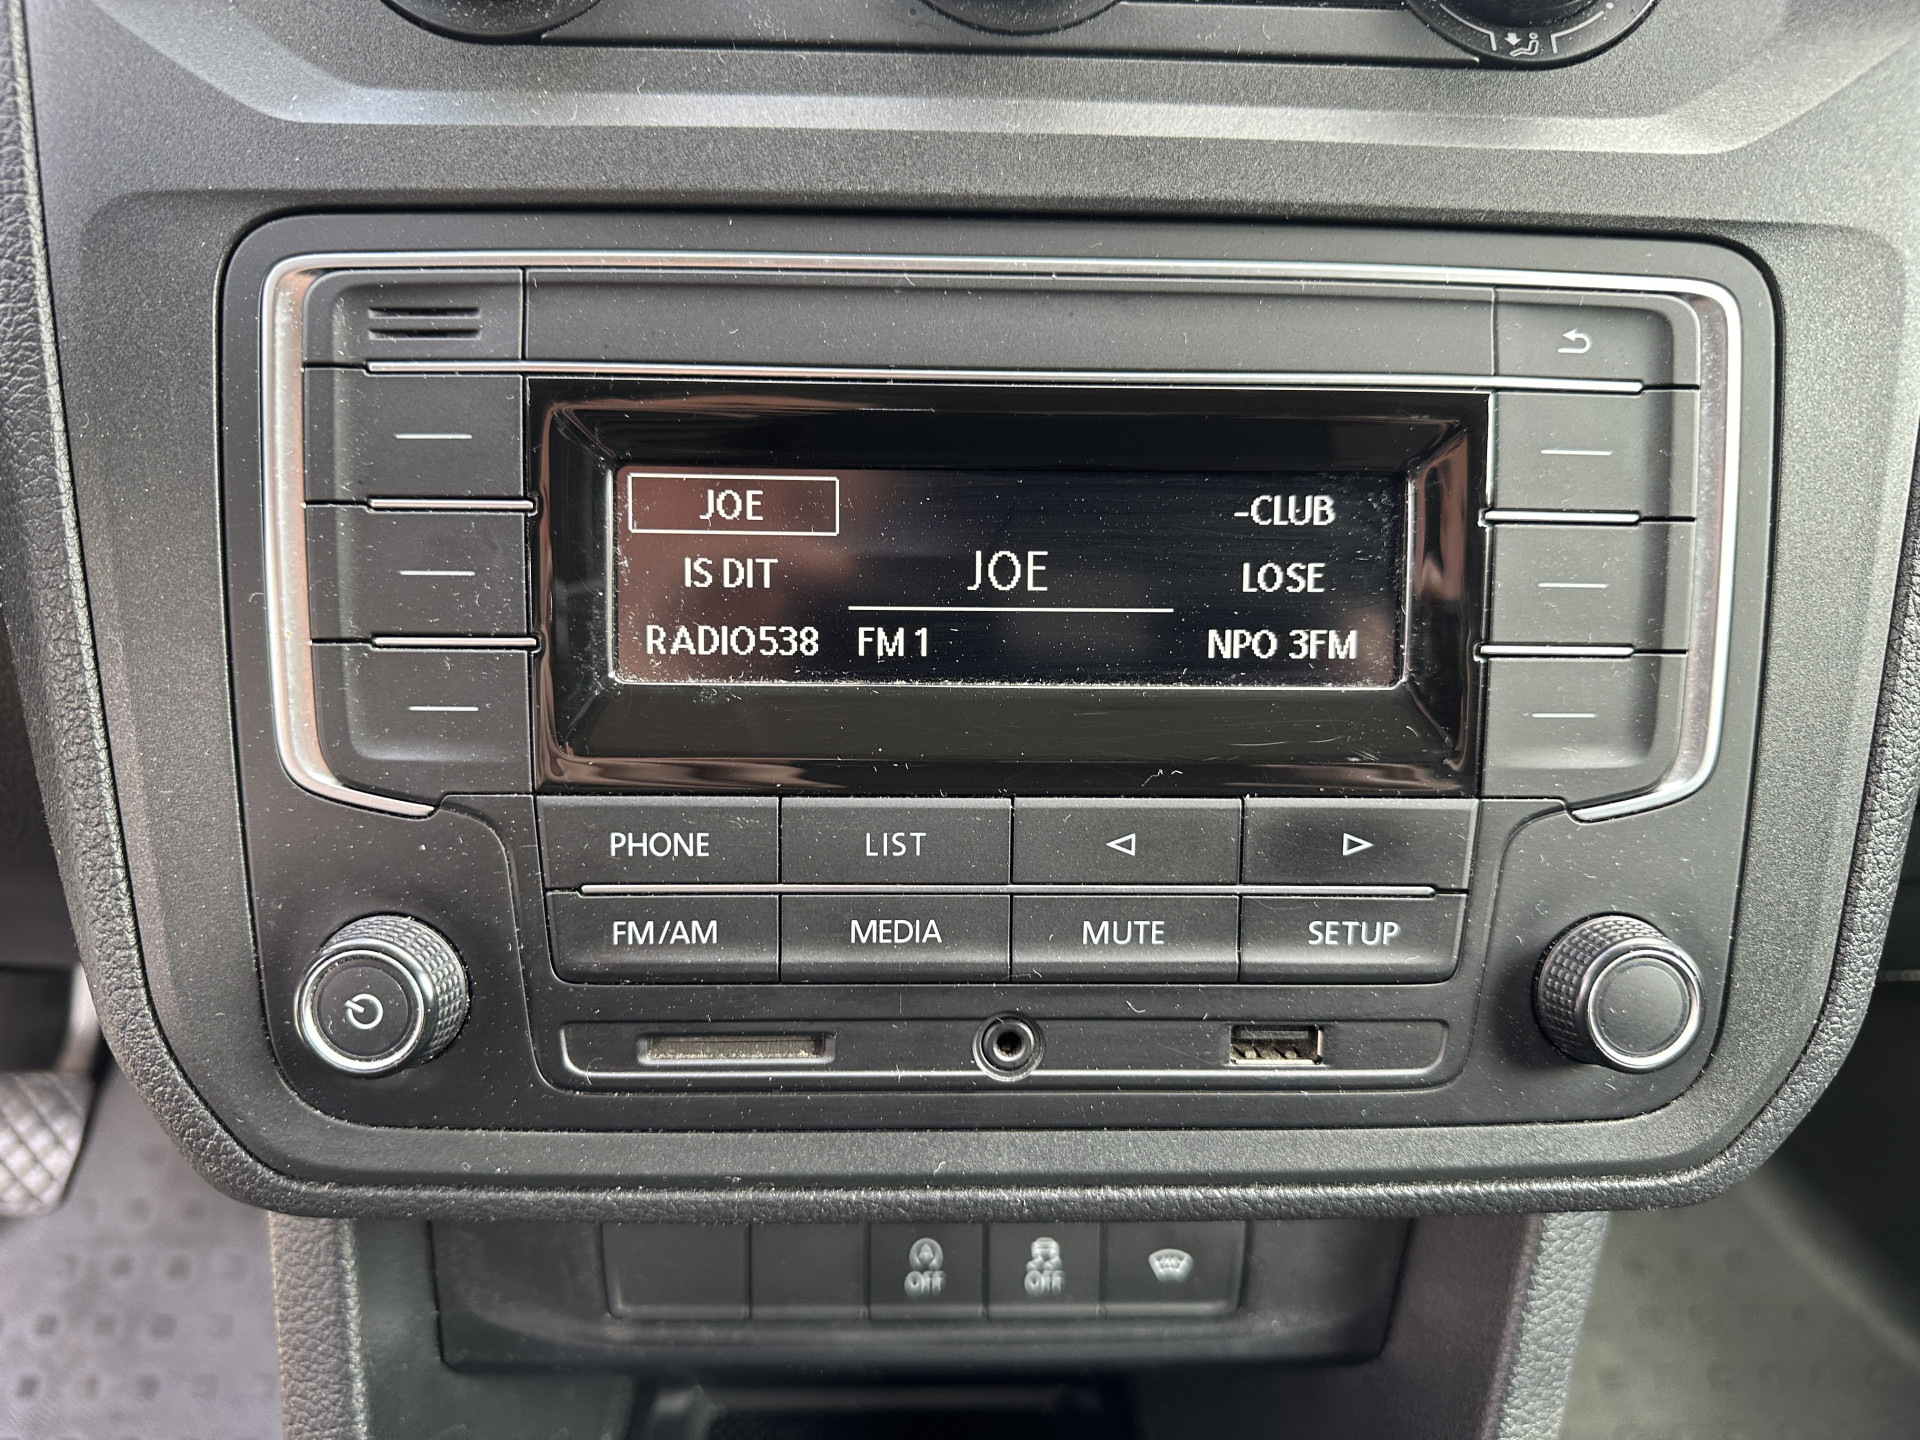 JOE
-CLUB
IS DIT
JOE
LOSE
RADIO538
FM 1
NPO 3FM
PHONE
LIST
FM/AM
MEDIA
MUTE
SETUP
A
OFF
OFF